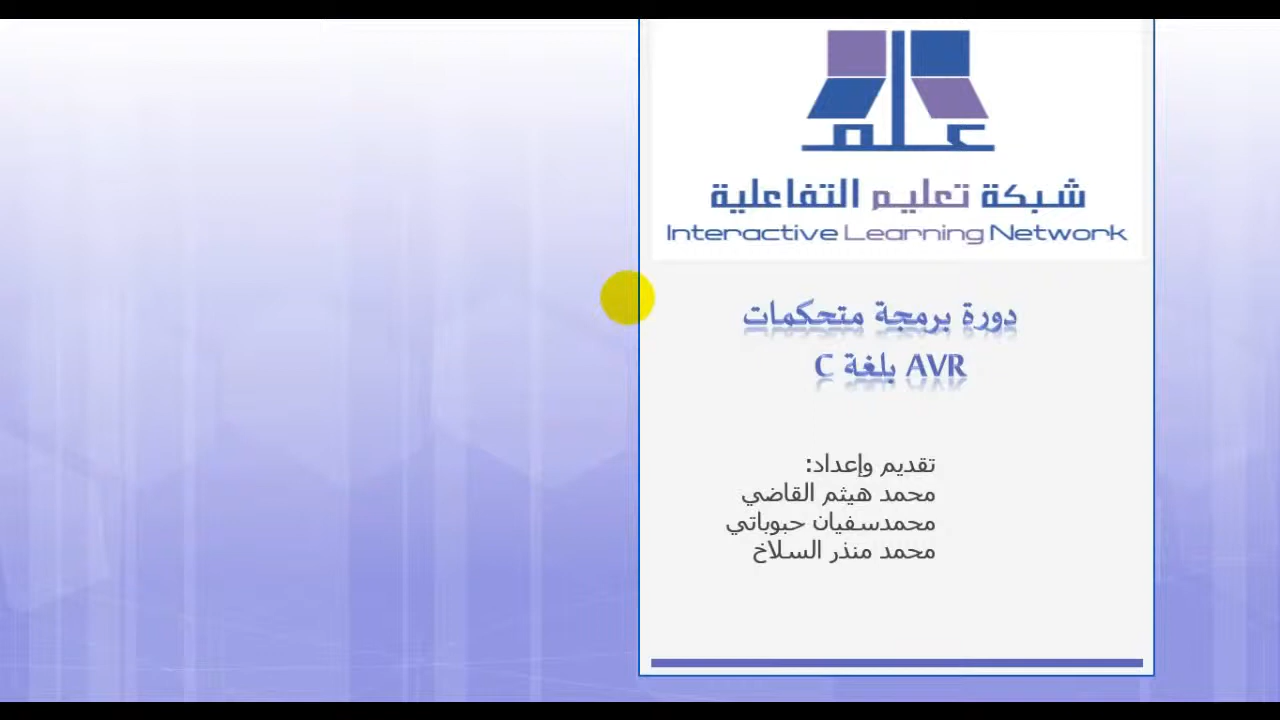 علم
شبكة تعليم التفاعلية
Interactive Learning Network
دورة برمجة متحكمات
AVR بلغة C
تقديم وإعداد:
محمد هيثم القاضي
محمدسفيان حبوباتي
محمد منذر السلاخ